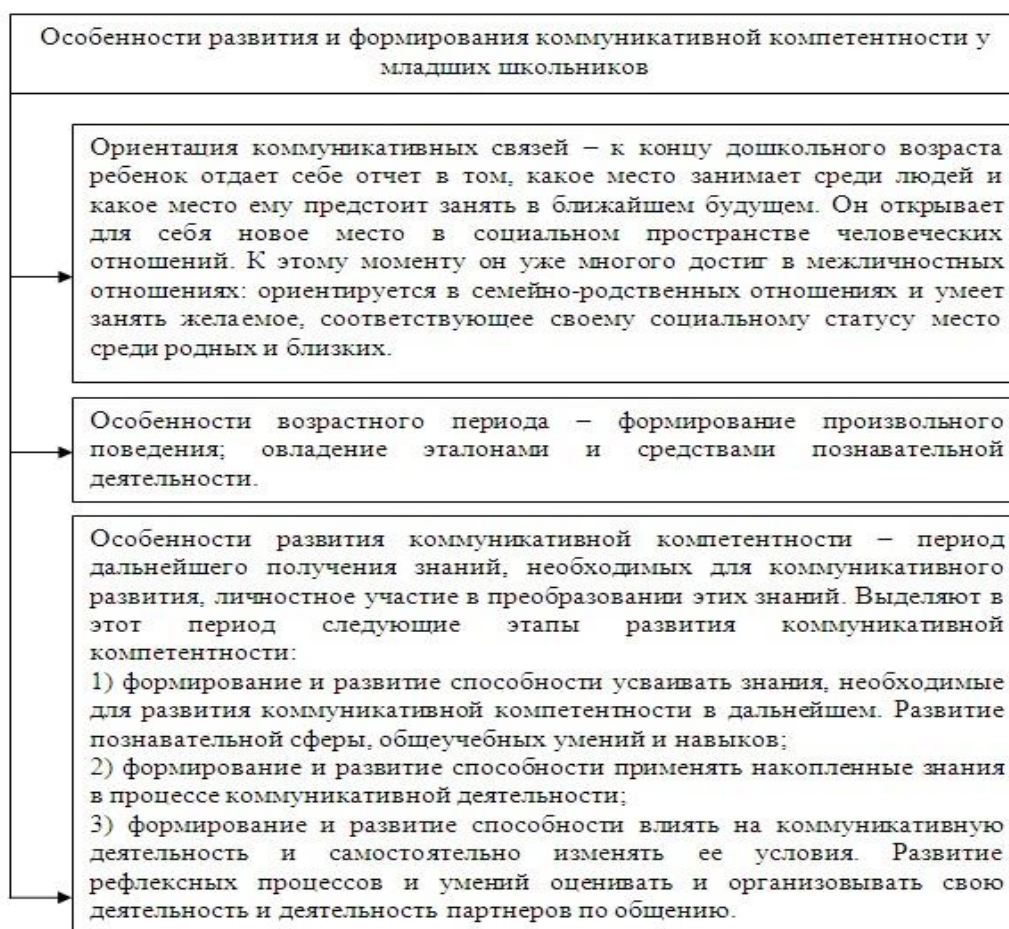 Особенности развития и формирования коммуникативной компетентности у
младших школьников
Ориентация коммуникативных связей – к концу дошкольного возраста
ребенок отдает себе отчет в том, какое место занимает среди людей и
какое место ему предстоит занять в ближайшем будущем. Он открывает
для себя новое место в социальном пространстве человеческих
отношений. К этому моменту он уже много достиг в межличностных
отношениях: ориентируется в семейно-родственных отношениях и умеет
занять желаемое, соответствующее своему социальному статусу место
среди родных и близких.
Особенности возрастного периода – формирование произвольного
поведения; овладение эталонами и средствами познавательной
деятельности.
Особенности развития коммуникативной компетентности – период
дальнейшего получения знаний, необходимых для коммуникативного
развития, личностное участие в преобразовании этих знаний. Выделяют в
этот период следующие этапы развития коммуникативной
компетентности:
1) формирование и развитие способности усваивать знания, необходимые
для развития коммуникативной компетентности в дальнейшем. Развитие
познавательной сферы, общеучебных умений и навыков;
2) формирование и развитие способности применять накопленные знания
в процессе коммуникативной деятельности;
3) формирование и развитие способности влиять на коммуникативную
деятельность и самостоятельно изменять ее условия. Развитие
рефлексных процессов и умений оценивать и организовывать свою
деятельность и деятельность партнеров по общению.